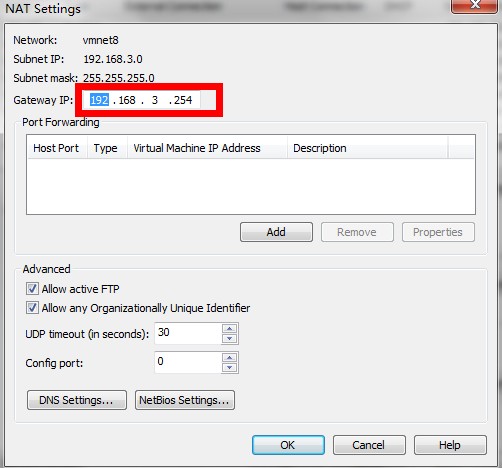 NAT Settings
Network: vmnet8
Subnet IP: 192.168.3.0
Subnet mask: 255.255.255.0
Gateway IP: 192 . 168 . 3 . 254
Port Forwarding
Host Port Type Virtual Machine IP Address Description
Add Remove Properties
Advanced
Allow active FTP
Allow any Organizationally Unique Identifier
UDP timeout (in seconds): 30
Config port: 0
DNS Settings... NetBios Settings...
OK Cancel Help